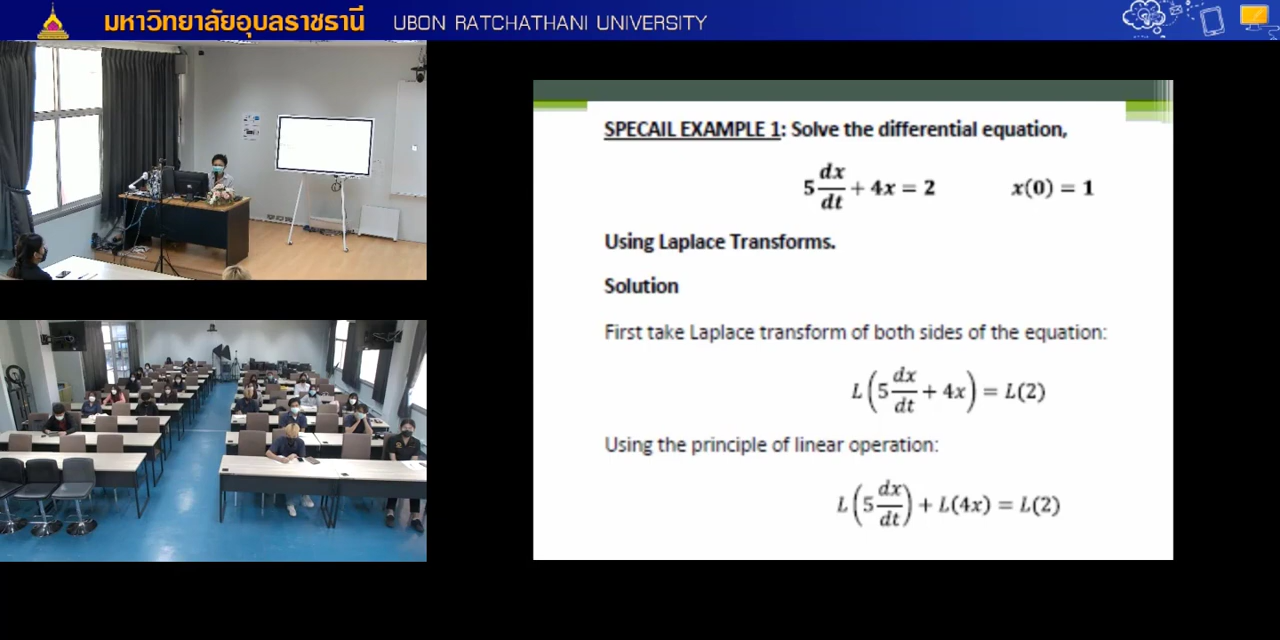 มหาวิทยาลัยอุบลราชธานี UBON RATCHATHANI UNIVERSITY
SPECAIL EXAMPLE 1: Solve the differential equation,
5 dx/dt + 4x = 2 x(0) = 1
Using Laplace Transforms.
Solution
First take Laplace transform of both sides of the equation:
L(5 dx/dt + 4x) = L(2)
Using the principle of linear operation:
L(5 dx/dt) + L(4x) = L(2)